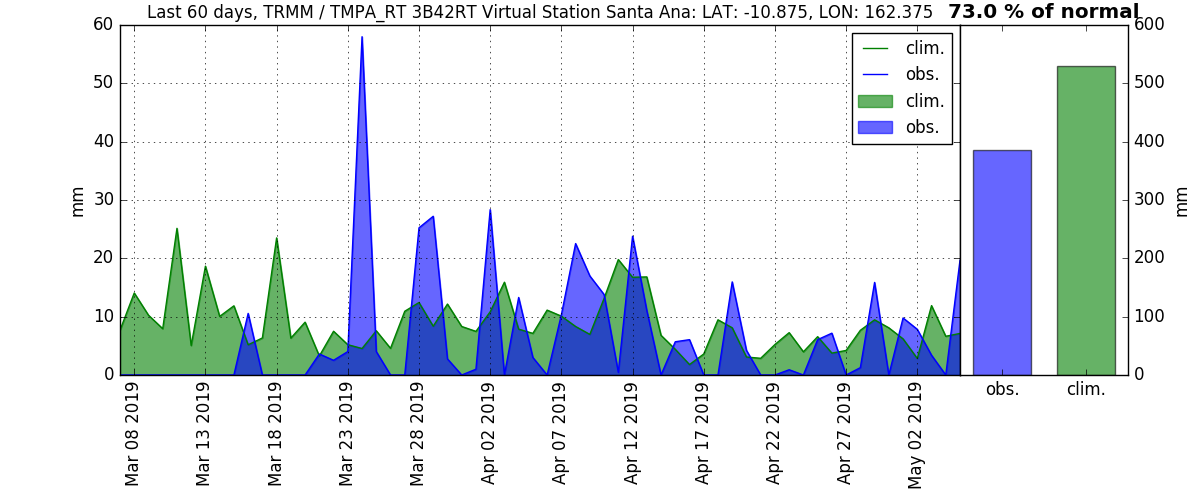 Last 60 days, TRMM / TMPA_RT 3B42RT Virtual Station Santa Ana: LAT: -10.875, LON: 162.375
73.0 % of normal
60
50
40
30
20
10
0
mm
clim.
obs.
clim.
obs.
600
500
400
300
200
100
0
mm
Mar 08 2019
Mar 13 2019
Mar 18 2019
Mar 23 2019
Mar 28 2019
Apr 02 2019
Apr 07 2019
Apr 12 2019
Apr 17 2019
Apr 22 2019
Apr 27 2019
May 02 2019
obs.
clim.